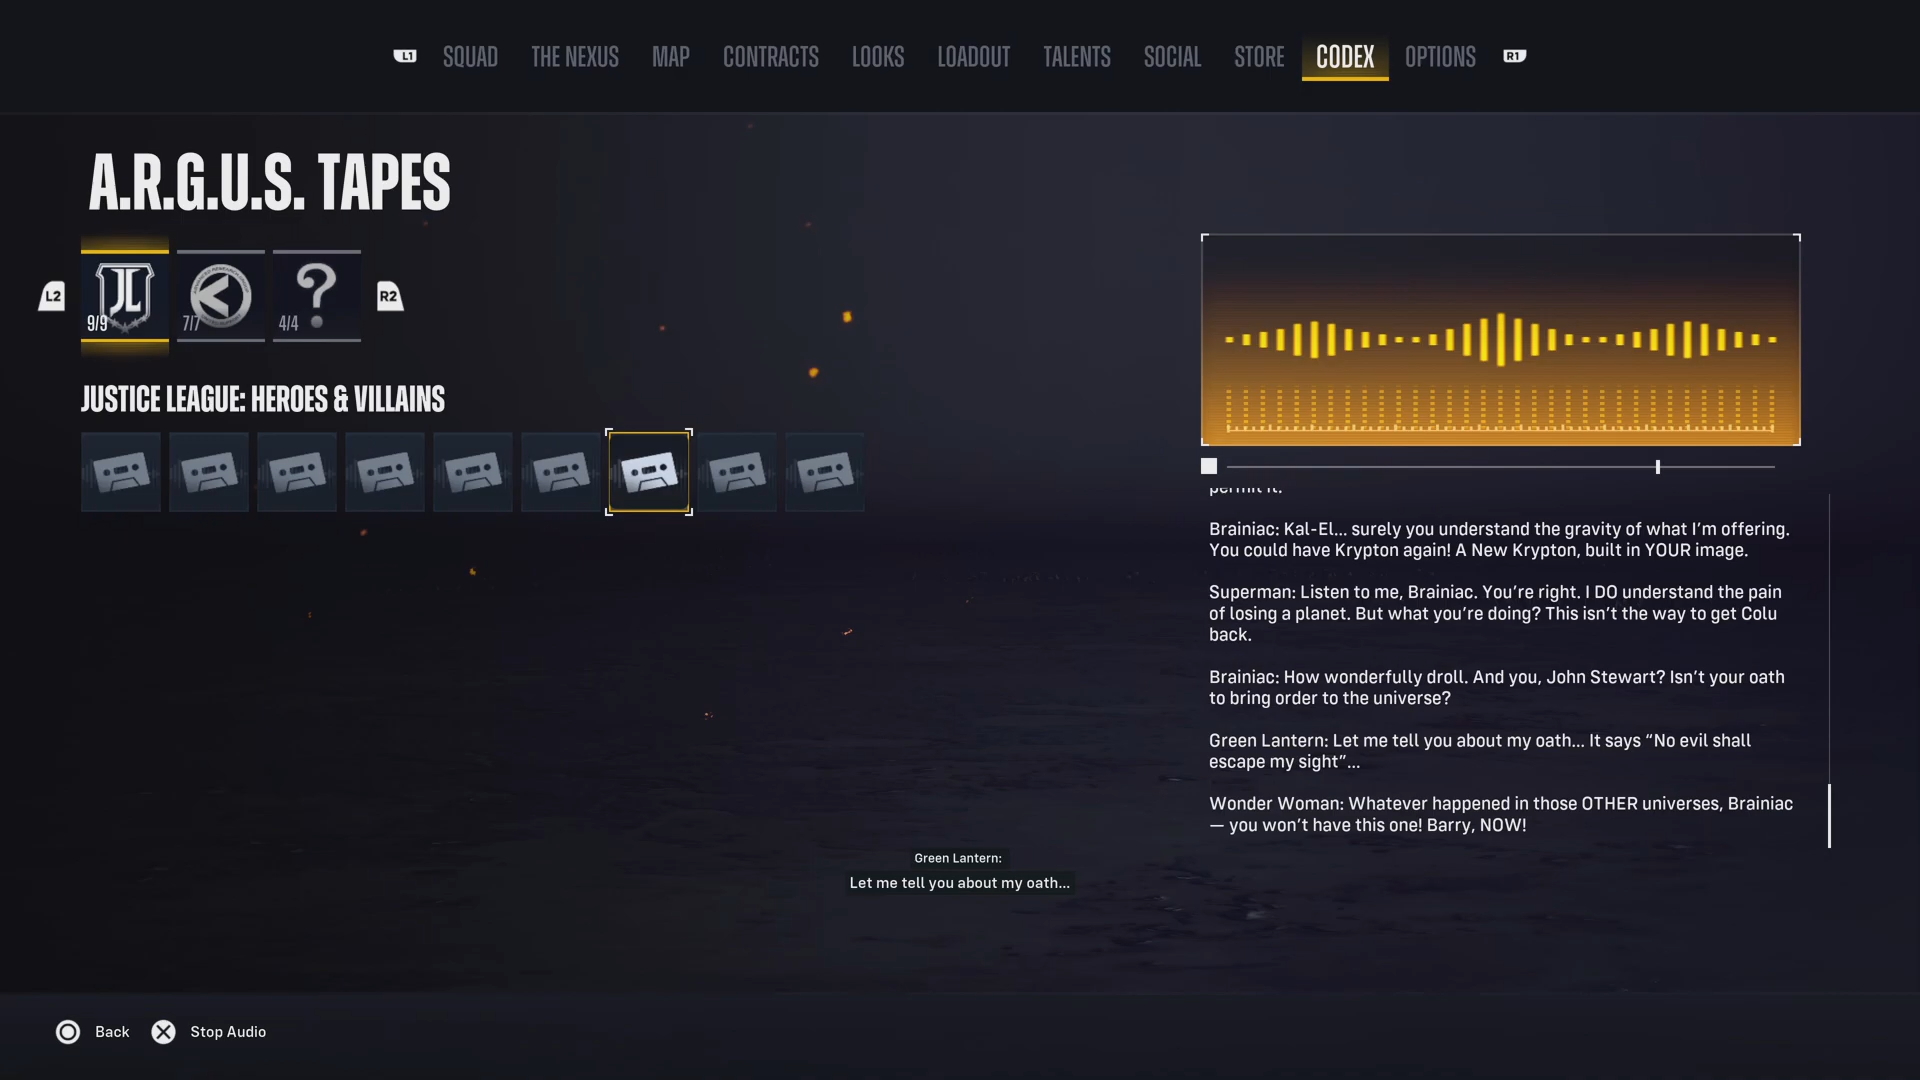 L1 SQUAD THE NEXUS MAP CONTRACTS LOOKS LOADOUT TALENTS SOCIAL STORE CODEX OPTIONS R1
A.R.G.U.S. TAPES
L2 JL 9/9 7/7 ? 4/4 R2
JUSTICE LEAGUE: HEROES & VILLAINS
permit it.
Brainiac: Kal-El... surely you understand the gravity of what I'm offering.
You could have Krypton again! A New Krypton, built in YOUR image.
Superman: Listen to me, Brainiac. You're right. I DO understand the pain
of losing a planet. But what you're doing? This isn't the way to get Colu
back.
Brainiac: How wonderfully droll. And you, John Stewart? Isn't your oath
to bring order to the universe?
Green Lantern: Let me tell you about my oath... It says “No evil shall
escape my sight”...
Wonder Woman: Whatever happened in those OTHER universes, Brainiac
— you won't have this one! Barry, NOW!
Green Lantern:
Let me tell you about my oath...
Back Stop Audio